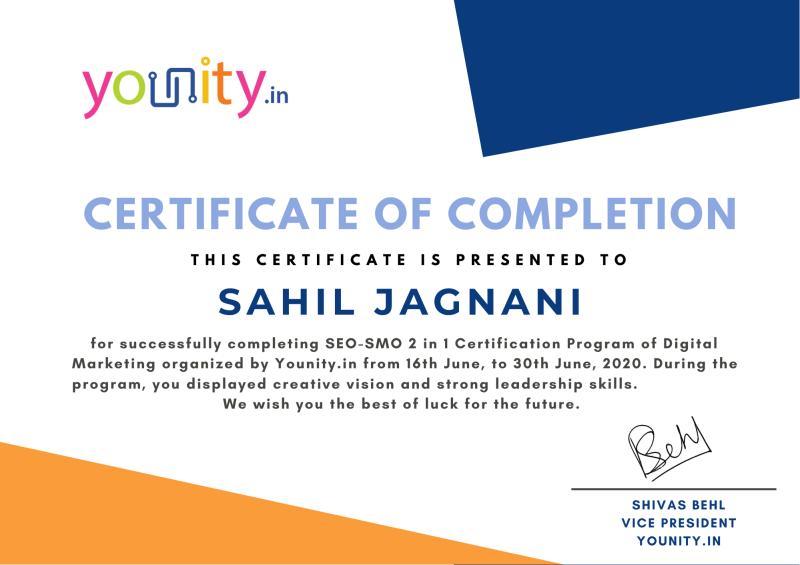 younity.in
CERTIFICATE OF COMPLETION
THIS CERTIFICATE IS PRESENTED TO
SAHIL JAGNANI
for successfully completing SEO-SMO 2 in 1 Certification Program of Digital
Marketing organized by Younity.in from 16th June, to 30th June, 2020. During the
program, you displayed creative vision and strong leadership skills.
We wish you the best of luck for the future.
Behl
SHIVAS BEHL
VICE PRESIDENT
YOUNITY.IN